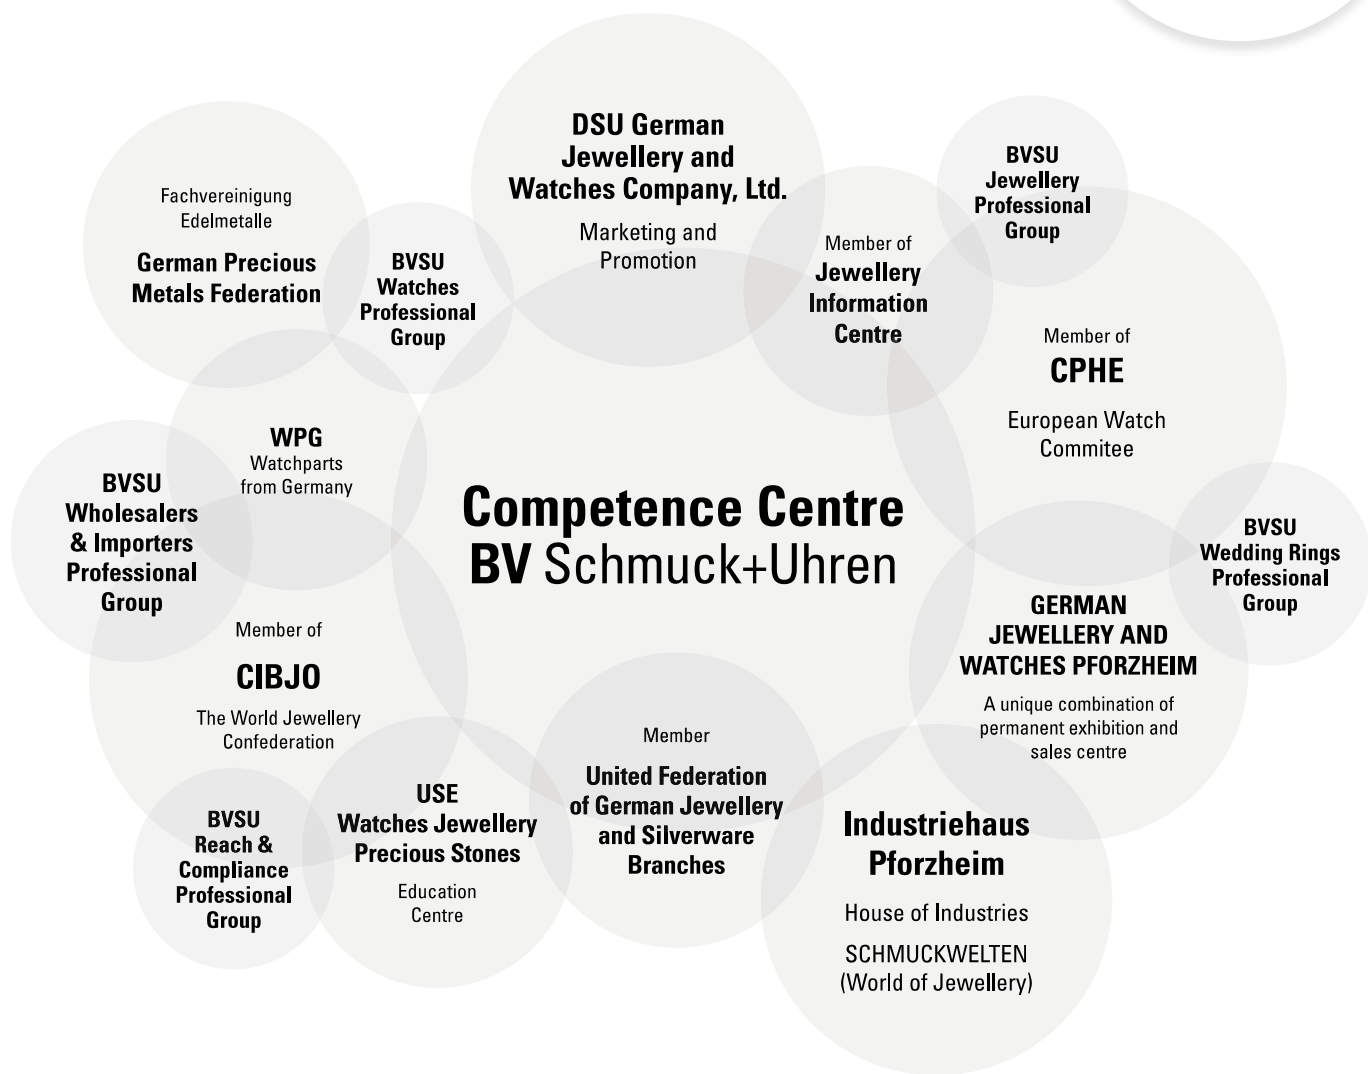 DSU German
Jewellery and
Watches Company, Ltd.
Marketing and
Promotion
BVSU
Jewellery
Professional
Group
Fachvereinigung
Edelmetalle
German Precious
Metals Federation
BVSU
Watches
Professional
Group
Member of
Jewellery
Information
Centre
Member of
CPHE
European Watch
Commitee
WPG
Watchparts
from Germany
BVSU
Wholesalers
& Importers
Professional
Group
Competence Centre
BV Schmuck+Uhren
BVSU
Wedding Rings
Professional
Group
GERMAN
JEWELLERY AND
WATCHES PFORZHEIM
A unique combination of
permanent exhibition and
sales centre
Member of
CIBJO
The World Jewellery
Confederation
Member
United Federation
of German Jewellery
and Silverware
Branches
USE
Watches Jewellery
Precious Stones
Education
Centre
BVSU
Reach &
Compliance
Professional
Group
Industriehaus
Pforzheim
House of Industries
SCHMUCKWELTEN
(World of Jewellery)